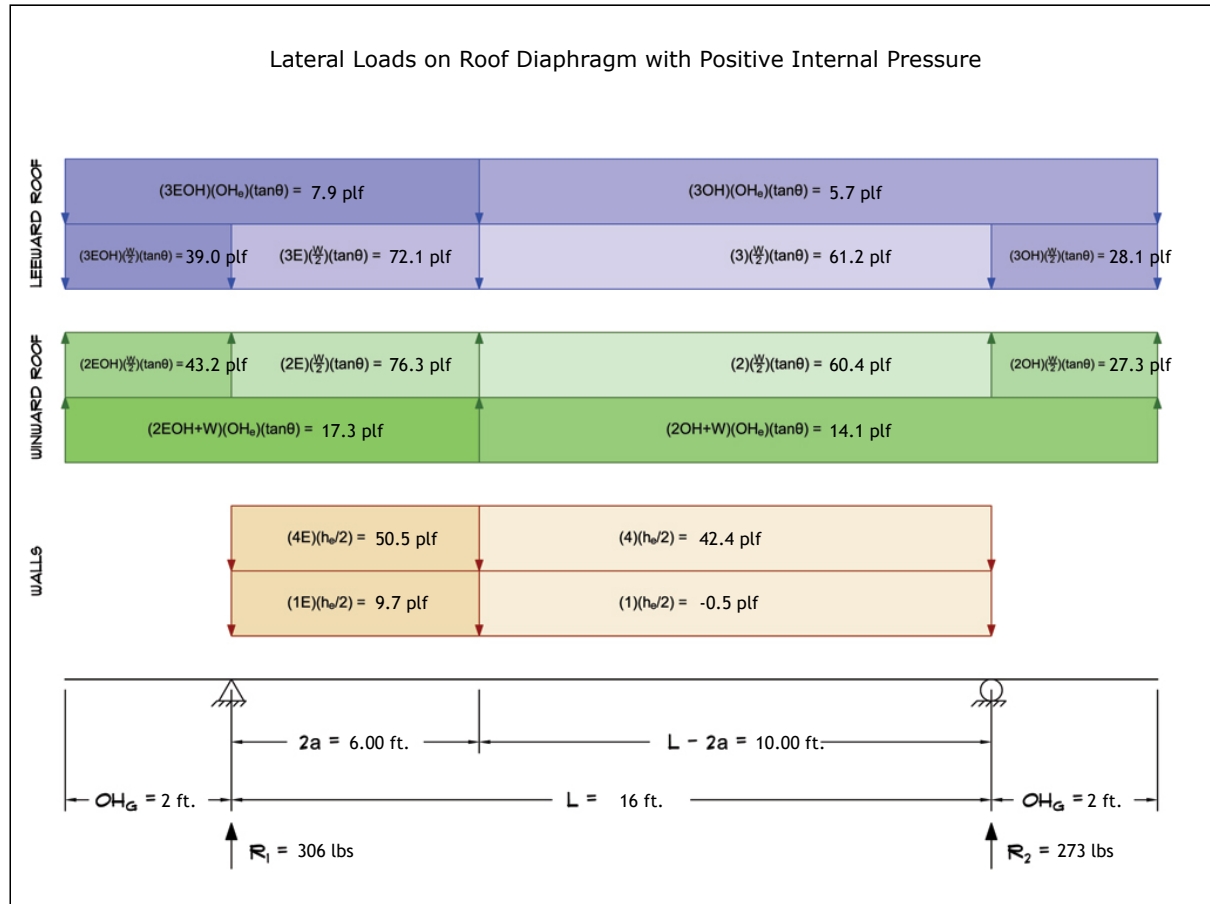 Lateral Loads on Roof Diaphragm with Positive Internal Pressure
LEEWARD ROOF
(3EOH)(OHₑ)(tanθ) = 7.9 plf
(3OH)(OHₑ)(tanθ) = 5.7 plf
(3EOH)(W/2)(tanθ) = 39.0 plf
(3E)(W/2)(tanθ) = 72.1 plf
(3)(W/2)(tanθ) = 61.2 plf
(3OH)(W/2)(tanθ) = 28.1 plf
WINWARD ROOF
(2EOH)(W/2)(tanθ) = 43.2 plf
(2E)(W/2)(tanθ) = 76.3 plf
(2)(W/2)(tanθ) = 60.4 plf
(2OH)(W/2)(tanθ) = 27.3 plf
(2EOH+W)(OHₑ)(tanθ) = 17.3 plf
(2OH+W)(OHₑ)(tanθ) = 14.1 plf
WALLS
(4E)(hₑ/2) = 50.5 plf
(4)(hₑ/2) = 42.4 plf
(1E)(hₑ/2) = 9.7 plf
(1)(hₑ/2) = -0.5 plf
2a = 6.00 ft.
L - 2a = 10.00 ft.
OH_G = 2 ft.
L = 16 ft.
OH_G = 2 ft.
R₁ = 306 lbs
R₂ = 273 lbs